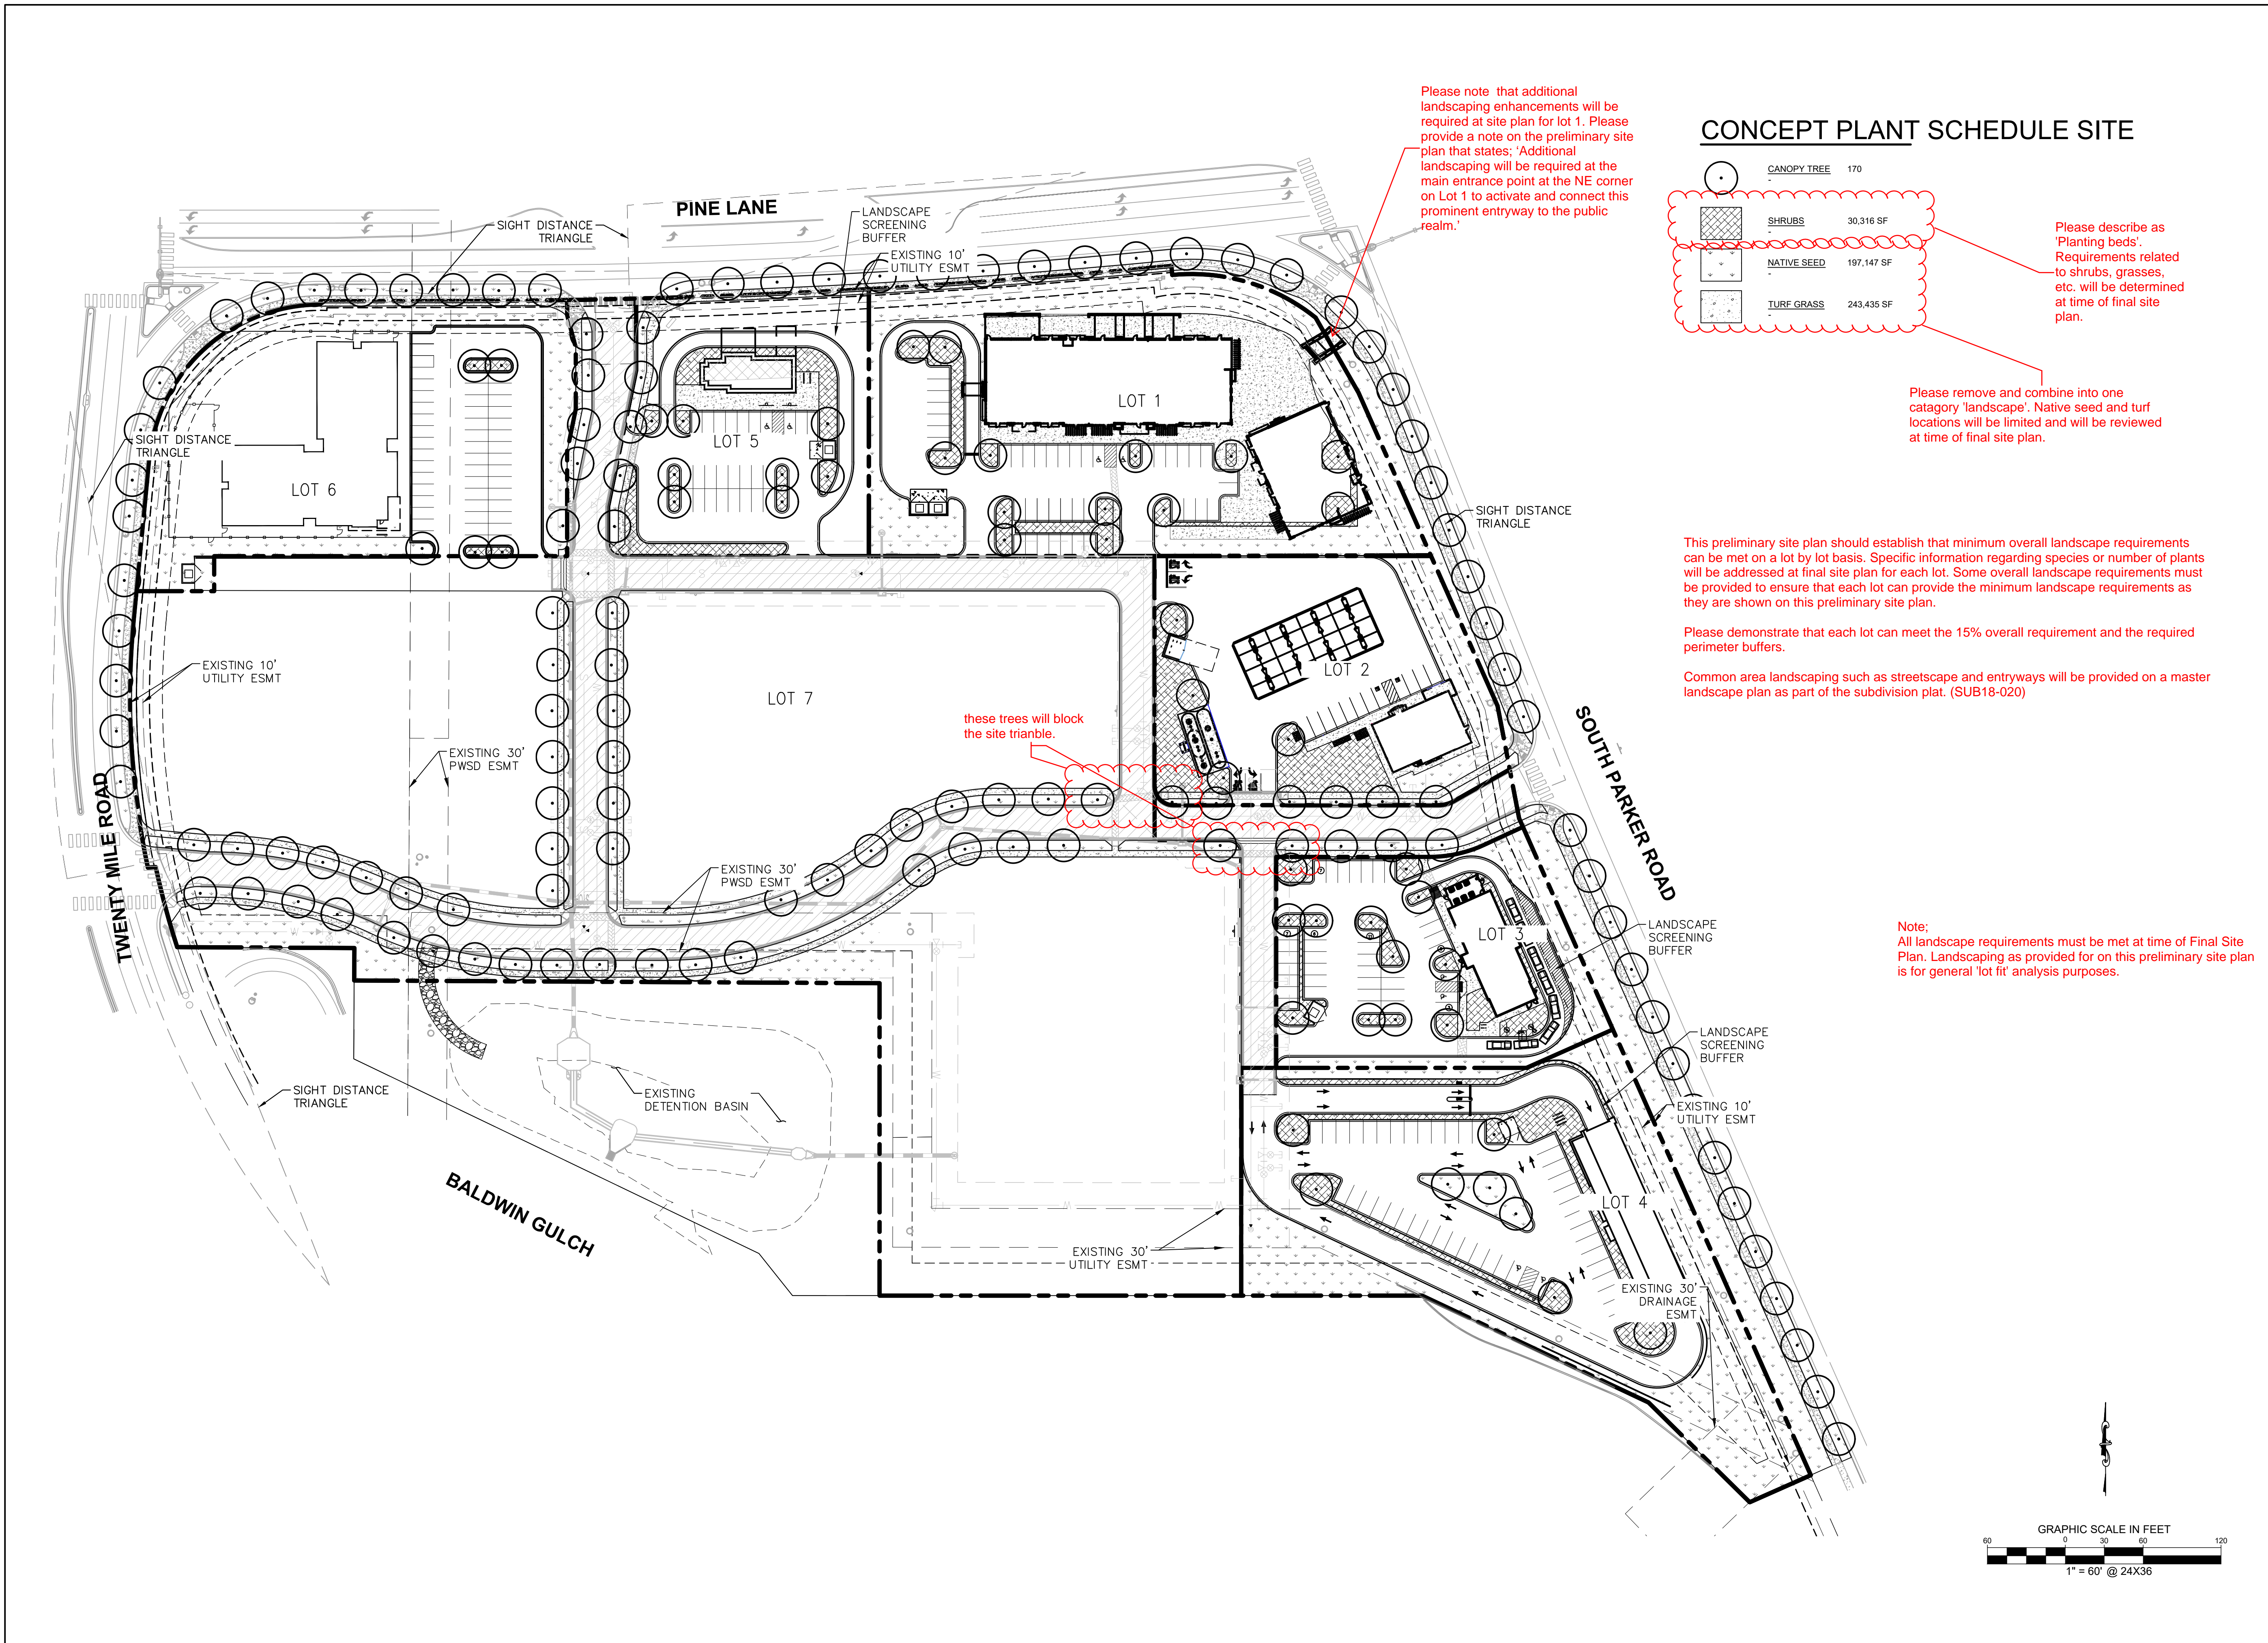 Please note  that additional
landscaping enhancements will be
required at site plan for lot 1. Please
provide a note on the preliminary site
plan that states; ‘Additional
landscaping will be required at the
main entrance point at the NE corner
on Lot 1 to activate and connect this
prominent entryway to the public
realm.’
CONCEPT PLANT SCHEDULE SITE
CANOPY TREE 170
-
SHRUBS 30,316 SF
-
NATIVE SEED 197,147 SF
-
TURF GRASS 243,435 SF
-
Please describe as
'Planting beds'.
Requirements related
to shrubs, grasses,
etc. will be determined
at time of final site
plan.
Please remove and combine into one
catagory 'landscape'. Native seed and turf
locations will be limited and will be reviewed
at time of final site plan.
PINE LANE
SIGHT DISTANCE
TRIANGLE
LANDSCAPE
SCREENING
BUFFER
EXISTING 10'
UTILITY ESMT
SIGHT DISTANCE
TRIANGLE
LOT 6
LOT 5
LOT 1
SIGHT DISTANCE
TRIANGLE
This preliminary site plan should establish that minimum overall landscape requirements
can be met on a lot by lot basis. Specific information regarding species or number of plants
will be addressed at final site plan for each lot. Some overall landscape requirements must
be provided to ensure that each lot can provide the minimum landscape requirements as
they are shown on this preliminary site plan.
Please demonstrate that each lot can meet the 15% overall requirement and the required
perimeter buffers.
Common area landscaping such as streetscape and entryways will be provided on a master
landscape plan as part of the subdivision plat. (SUB18-020)
EXISTING 10'
UTILITY ESMT
LOT 7
LOT 2
these trees will block
the site trianble.
EXISTING 30'
PWSD ESMT
SOUTH PARKER ROAD
TWENTY MILE ROAD
EXISTING 30'
PWSD ESMT
LOT 3
LANDSCAPE
SCREENING
BUFFER
Note;
All landscape requirements must be met at time of Final Site
Plan. Landscaping as provided for on this preliminary site plan
is for general 'lot fit' analysis purposes.
LANDSCAPE
SCREENING
BUFFER
SIGHT DISTANCE
TRIANGLE
EXISTING
DETENTION BASIN
EXISTING 10'
UTILITY ESMT
BALDWIN GULCH
LOT 4
EXISTING 30'
UTILITY ESMT
EXISTING 30'
DRAINAGE
ESMT
GRAPHIC SCALE IN FEET
60 0 30 60 120
1" = 60' @ 24X36